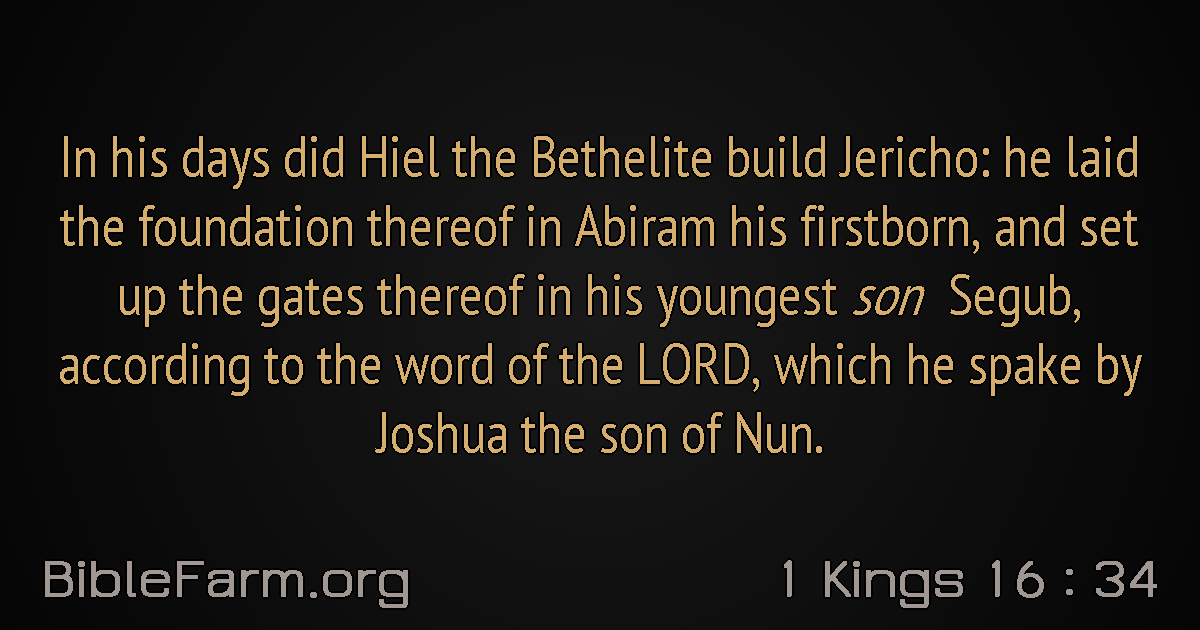 In his days did Hiel the Bethelite build Jericho: he laid
the foundation thereof in Abiram his firstborn, and set
up the gates thereof in his youngest son Segub,
according to the word of the LORD, which he spake by
Joshua the son of Nun.
BibleFarm.org
1 Kings 16 : 34